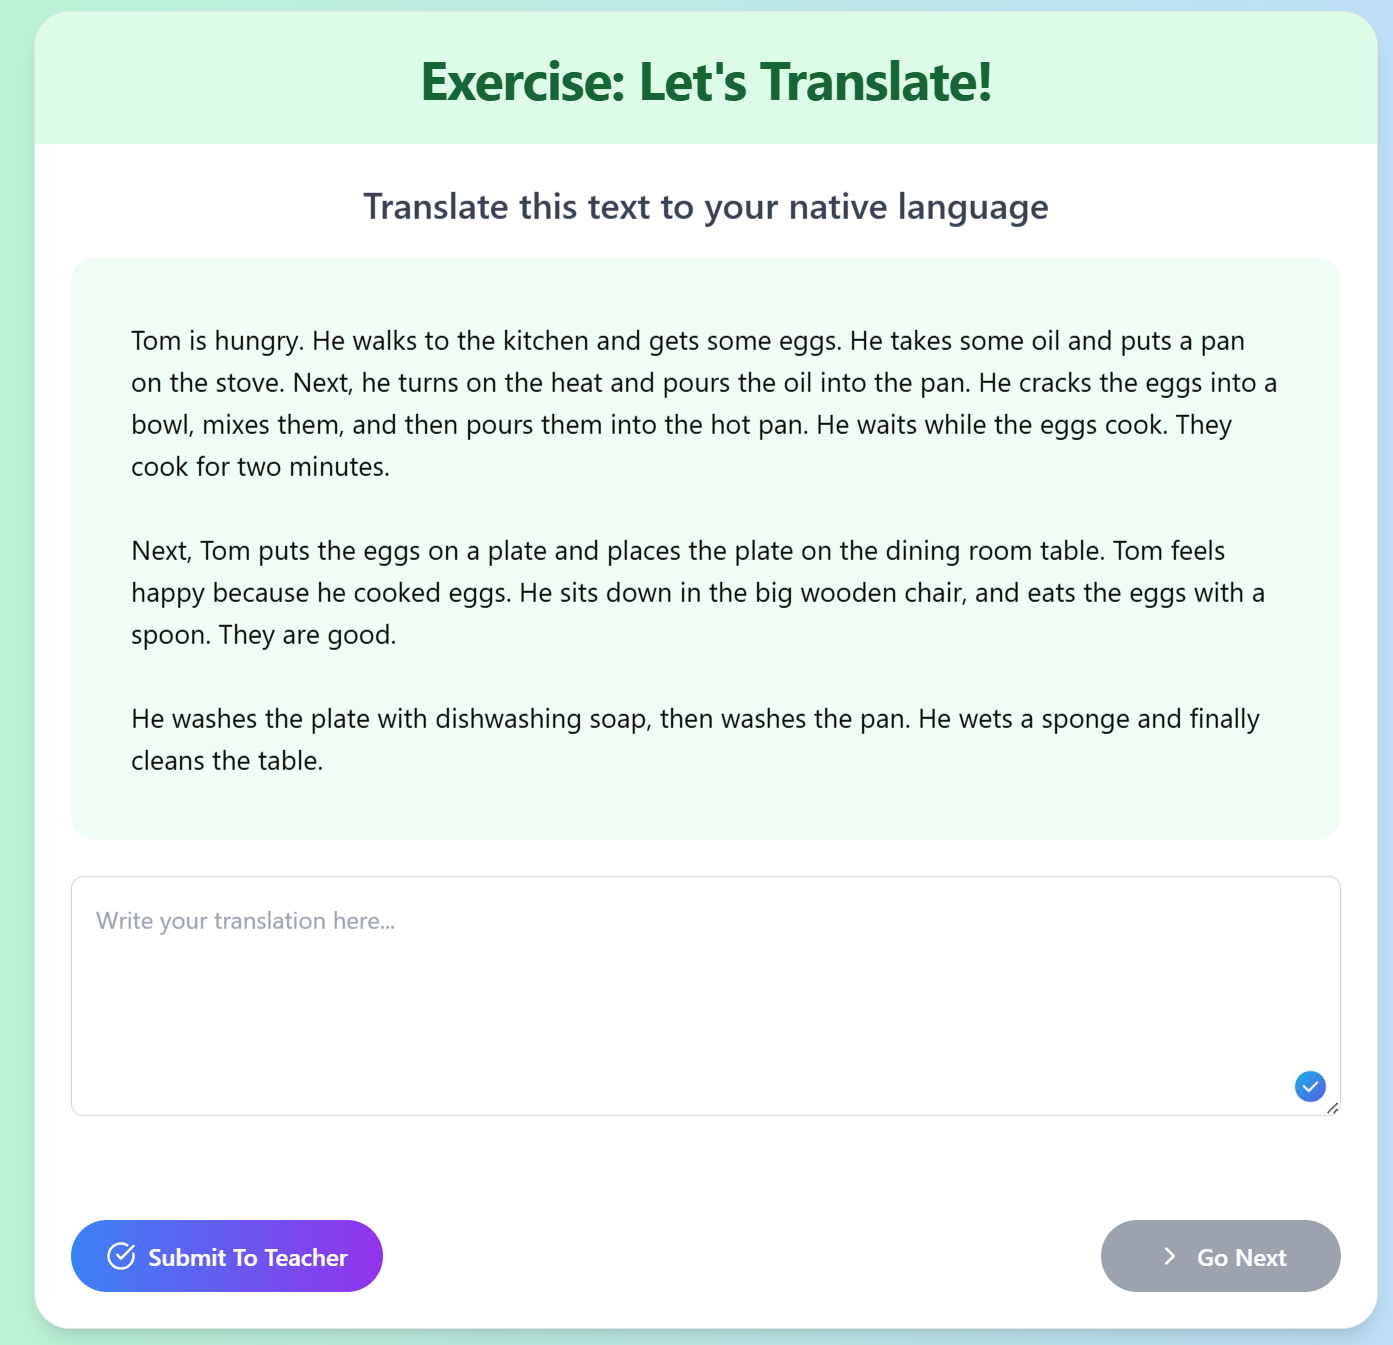 Exercise: Let's Translate!
Translate this text to your native language
Tom is hungry. He walks to the kitchen and gets some eggs. He takes some oil and puts a pan
on the stove. Next, he turns on the heat and pours the oil into the pan. He cracks the eggs into a
bowl, mixes them, and then pours them into the hot pan. He waits while the eggs cook. They
cook for two minutes.
Next, Tom puts the eggs on a plate and places the plate on the dining room table. Tom feels
happy because he cooked eggs. He sits down in the big wooden chair, and eats the eggs with a
spoon. They are good.
He washes the plate with dishwashing soap, then washes the pan. He wets a sponge and finally
cleans the table.
Write your translation here...
Submit To Teacher
Go Next